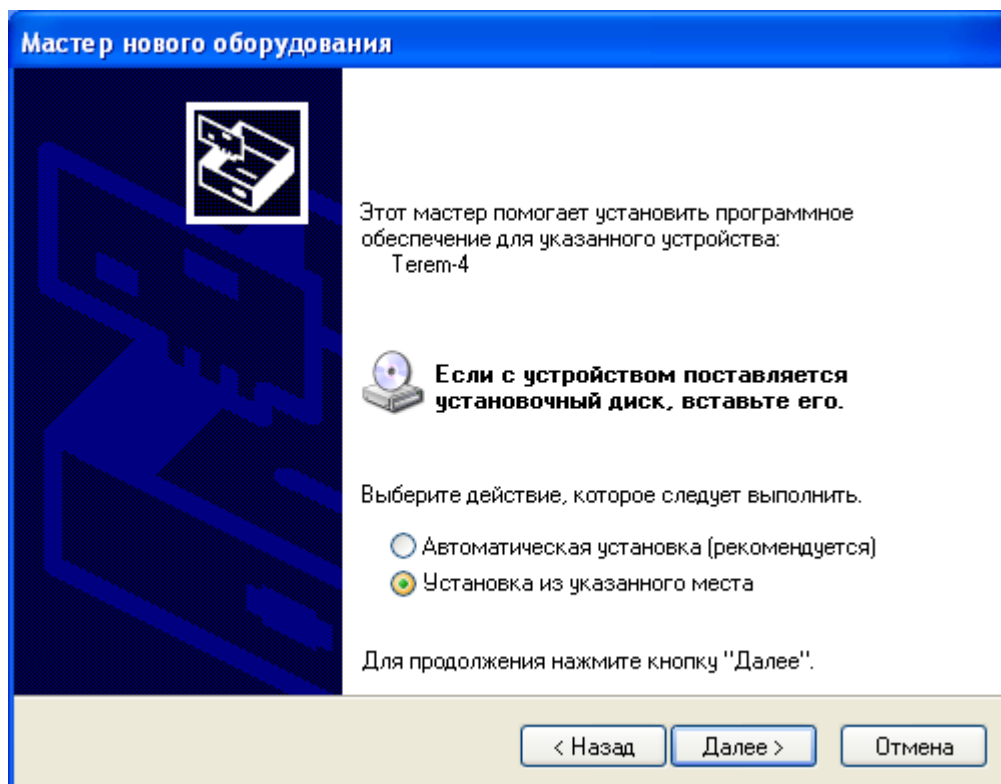 Мастер нового оборудования
Этот мастер помогает установить программное
обеспечение для указанного устройства:
Terem-4
Если с устройством поставляется
установочный диск, вставьте его.
Выберите действие, которое следует выполнить.
Автоматическая установка (рекомендуется)
Установка из указанного места
Для продолжения нажмите кнопку "Далее".
< Назад
Далее >
Отмена